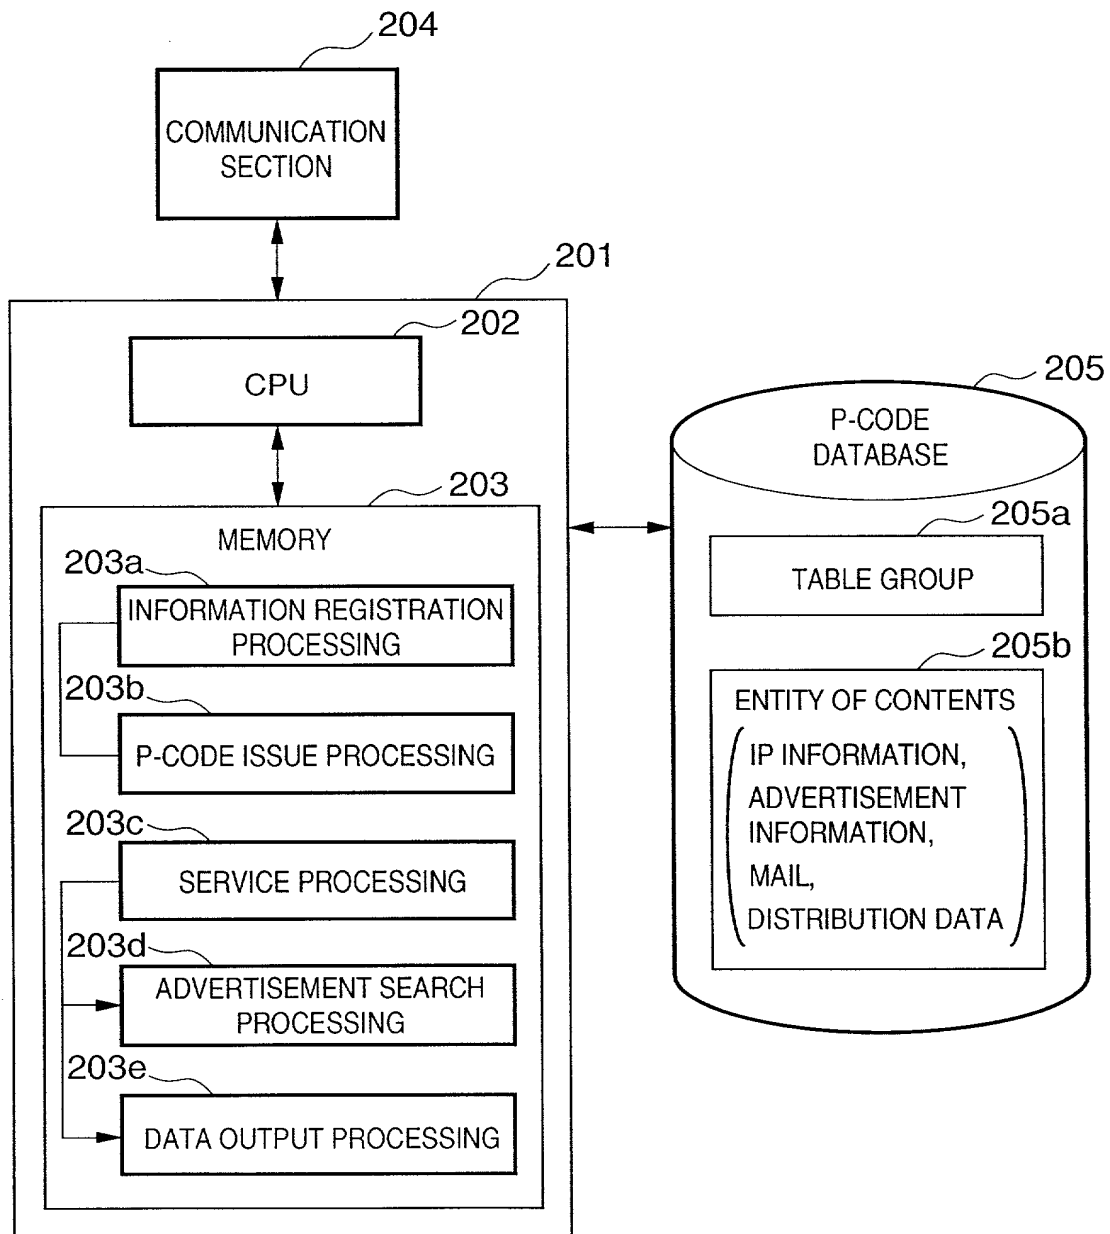 204
COMMUNICATION
SECTION
201
202
CPU
203
MEMORY
203a
INFORMATION REGISTRATION
PROCESSING
203b
P-CODE ISSUE PROCESSING
203c
SERVICE PROCESSING
203d
ADVERTISEMENT SEARCH
PROCESSING
203e
DATA OUTPUT PROCESSING
205
P-CODE
DATABASE
205a
TABLE GROUP
205b
ENTITY OF CONTENTS
IP INFORMATION,
ADVERTISEMENT
INFORMATION,
MAIL,
DISTRIBUTION DATA